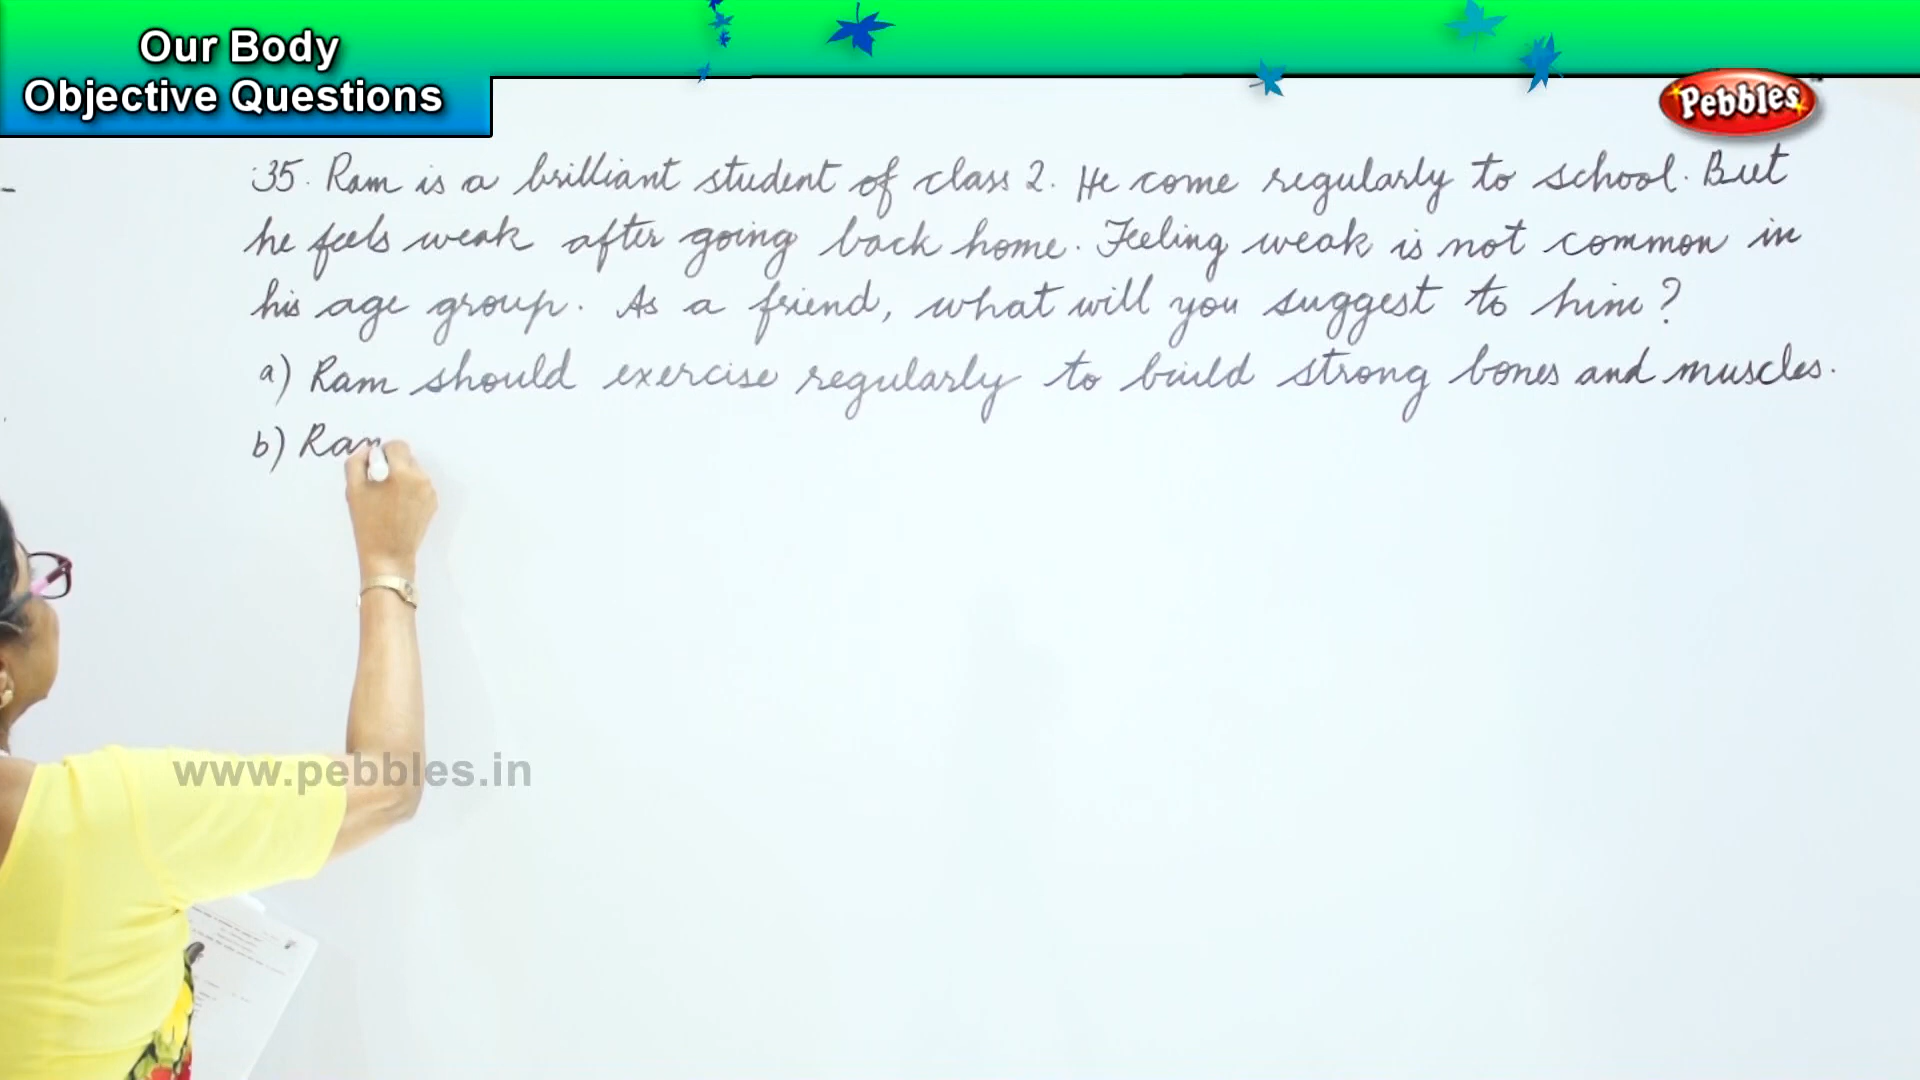 Our Body
Objective Questions
Pebbles
35. Ram is a brilliant student of class 2. He come regularly to school. But
he feels weak after going back home. Feeling weak is not common in
his age group. As a friend, what will you suggest to him?
a) Ram should exercise regularly to build strong bones and muscles.
b) Ram
www.pebbles.in